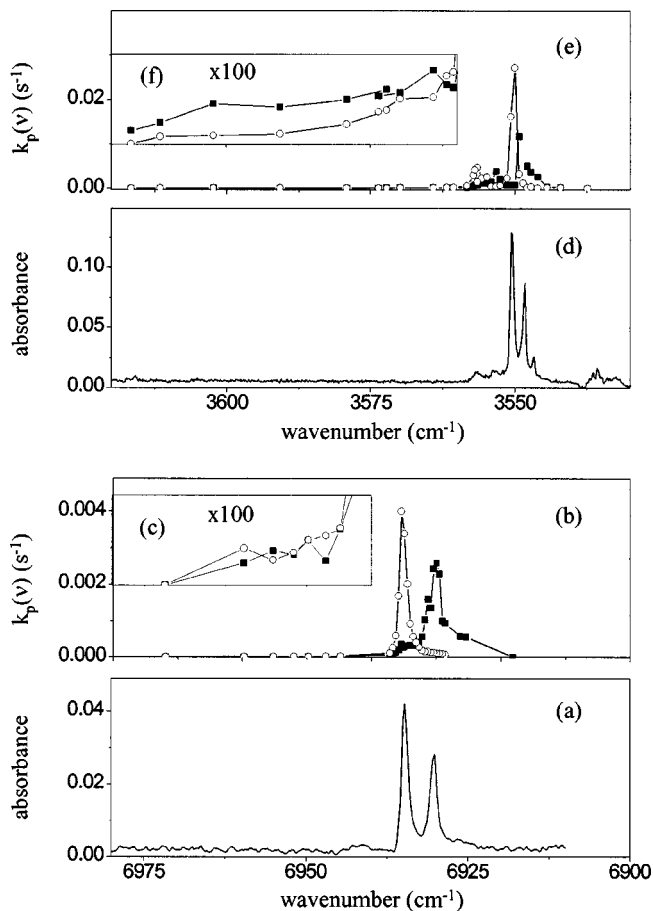 (f) x100 (e)
0.02
0.00
k_p(ν) (s⁻¹)
(d)
0.10
0.05
0.00
absorbance
3600 3575 3550
wavenumber (cm⁻¹)
(c) x100 (b)
0.004
0.002
0.000
k_p(ν) (s⁻¹)
(a)
0.04
0.02
0.00
absorbance
6975 6950 6925 6900
wavenumber (cm⁻¹)